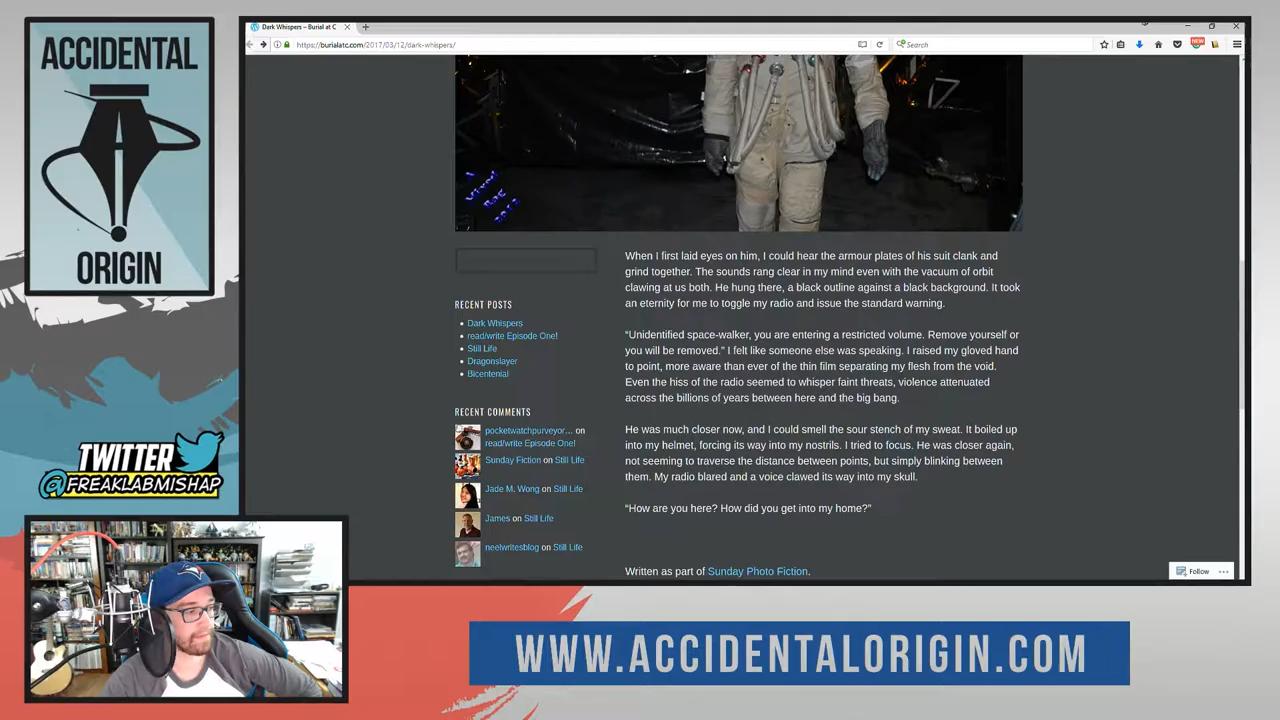 ACCIDENTAL
ORIGIN
TWITTER
@FREAKLABMISHAP
Dark Whispers – Burial at C
https://burialatc.com/2017/03/12/dark-whispers/
Search
NEW
RECENT POSTS
Dark Whispers
read/write Episode One!
Still Life
Dragonslayer
Bicentenial
RECENT COMMENTS
pocketwatchpurveyor… on
read/write Episode One!
Sunday Fiction on Still Life
Jade M. Wong on Still Life
James on Still Life
neelwritesblog on Still Life
When I first laid eyes on him, I could hear the armour plates of his suit clank and
grind together. The sounds rang clear in my mind even with the vacuum of orbit
clawing at us both. He hung there, a black outline against a black background. It took
an eternity for me to toggle my radio and issue the standard warning.
“Unidentified space-walker, you are entering a restricted volume. Remove yourself or
you will be removed.” I felt like someone else was speaking. I raised my gloved hand
to point, more aware than ever of the thin film separating my flesh from the void.
Even the hiss of the radio seemed to whisper faint threats, violence attenuated
across the billions of years between here and the big bang.
He was much closer now, and I could smell the sour stench of my sweat. It boiled up
into my helmet, forcing its way into my nostrils. I tried to focus. He was closer again,
not seeming to traverse the distance between points, but simply blinking between
them. My radio blared and a voice clawed its way into my skull.
“How are you here? How did you get into my home?”
Written as part of Sunday Photo Fiction.
Follow
WWW.ACCIDENTALORIGIN.COM